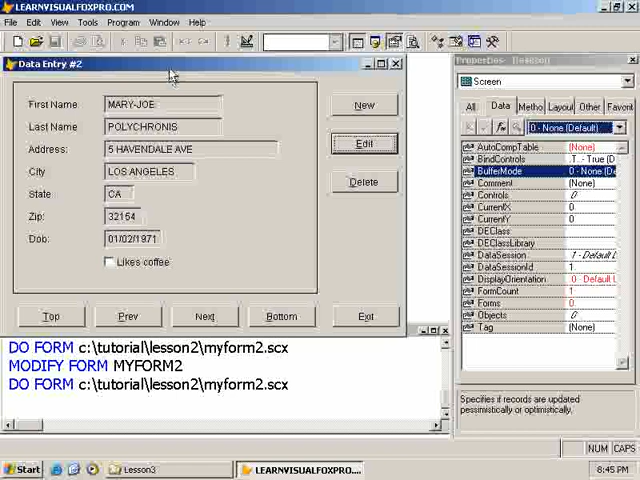 LEARNVISUALFOXPRO.COM
File Edit View Tools Program Window Help
Data Entry #2
First Name MARY-JOE
Last Name POLYCHRONIS
Address: 5 HAVENDALE AVE
City LOS ANGELES
State CA
Zip: 32154
Dob: 01/02/1971
Likes coffee
New
Edit
Delete
Top Prev Next Bottom Exit
DO FORM c:\tutorial\lesson2\myform2.scx
MODIFY FORM MYFORM2
DO FORM c:\tutorial\lesson2\myform2.scx
Screen
All Data Metho Layout Other Favorit
0 - None (Default)
AutoCompTable (None)
BindControls .T. - True (D
BufferMode 0 - None (De
Comment (None)
Controls 0
CurrentX 0
CurrentY 0
DEClass
DEClassLibrary
DataSession 1 - Default D
DataSessionId 1
DisplayOrientation 0 - Default L
FormCount 1
Forms 0
Objects 0
Tag (None)
Specifies if records are updated
pessimistically or optimistically.
NUM CAPS
Start Lesson3 LEARNVISUALFOXPRO.... 8:45 PM